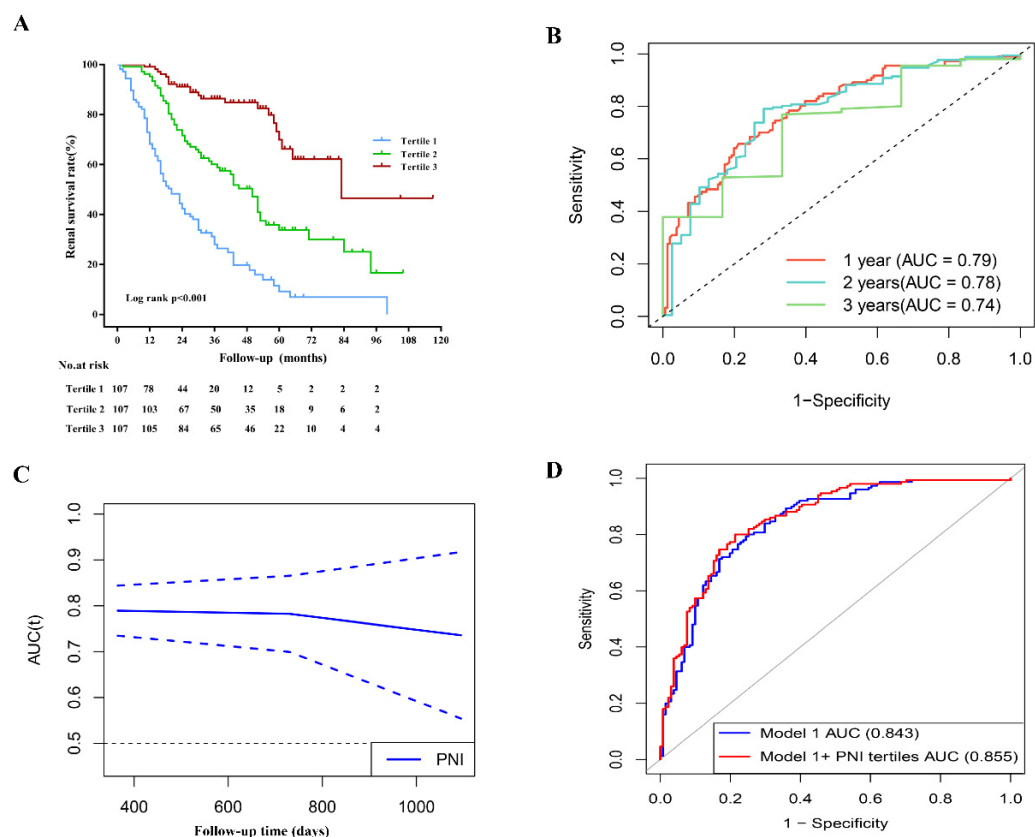 A
Renal survival rate(%)
100
80
60
40
20
0
Tertile 1
Tertile 2
Tertile 3
Log rank p<0.001
0 12 24 36 48 60 72 84 96 108 120
Follow-up (months)
No.at risk
Tertile 1 107 78 44 20 12 5 2 2 2
Tertile 2 107 103 67 50 35 18 9 6 2
Tertile 3 107 105 84 65 46 22 10 4 4
B
Sensitivity
1.0
0.8
0.6
0.4
0.2
0.0
1 year (AUC = 0.79)
2 years(AUC = 0.78)
3 years(AUC = 0.74)
0.0 0.2 0.4 0.6 0.8 1.0
1−Specificity
C
AUC(t)
1.0
0.9
0.8
0.7
0.6
0.5
PNI
400 600 800 1000
Follow-up time (days)
D
Sensitivity
1.0
0.8
0.6
0.4
0.2
0.0
Model 1 AUC (0.843)
Model 1+ PNI tertiles AUC (0.855)
0.0 0.2 0.4 0.6 0.8 1.0
1 − Specificity